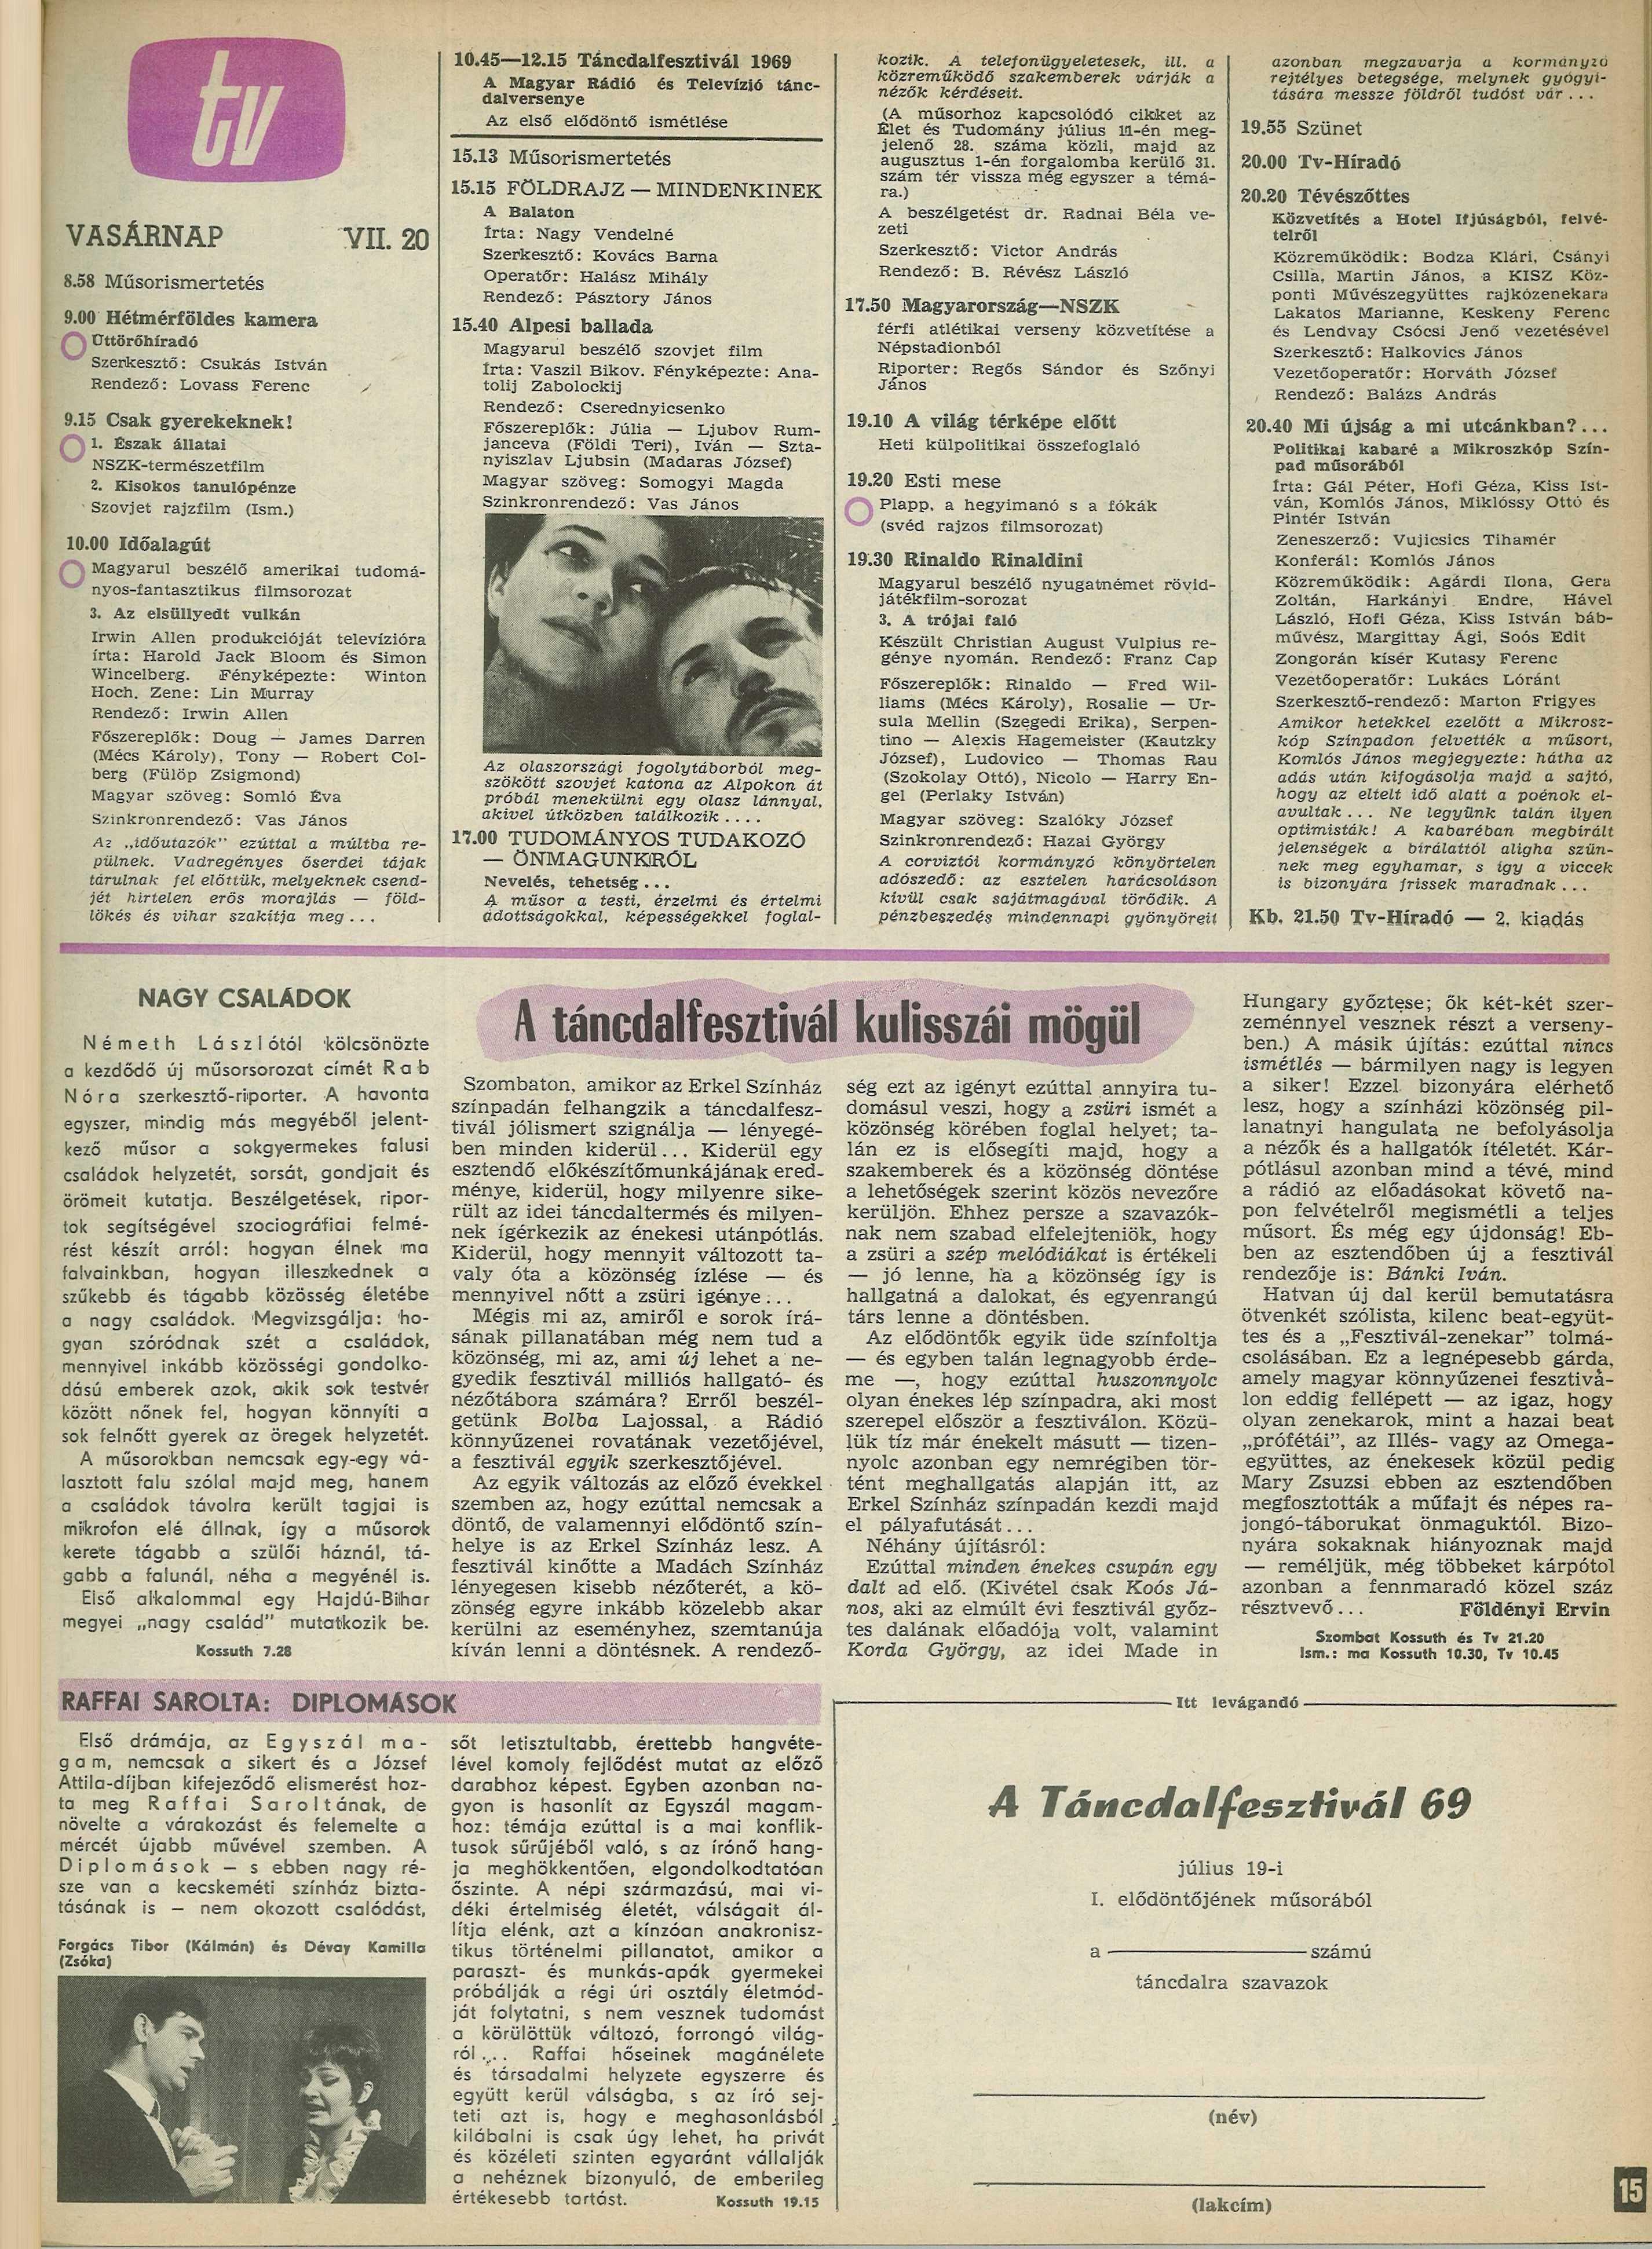 tv
VASÁRNAP VII. 20
8.58 Műsorismertetés
9.00 Hétmérföldes kamera
Úttörőhíradó
Szerkesztő: Csukás István
Rendező: Lovass Ferenc
9.15 Csak gyerekeknek!
1. Észak állatai
NSZK-természetfilm
2. Kisokos tanulópénze
Szovjet rajzfilm (Ism.)
10.00 Időalagút
Magyarul beszélő amerikai tudomá-
nyos-fantasztikus filmsorozat
3. Az elsüllyedt vulkán
Irwin Allen produkcióját televízióra
írta: Harold Jack Bloom és Simon
Wincelberg. Fényképezte: Winton
Hoch. Zene: Lin Murray
Rendező: Irwin Allen
Főszereplők: Doug — James Darren
(Mécs Károly), Tony — Robert Col-
berg (Fülöp Zsigmond)
Magyar szöveg: Somló Éva
Szinkronrendező: Vas János
Az „időutazók" ezúttal a múltba re-
pülnek. Vadregényes őserdei tájak
tárulnak fel előttük, melyeknek csend-
jét hirtelen erős morajlás — föld-
lökés és vihar szakítja meg...
10.45—12.15 Táncdalfesztivál 1969
A Magyar Rádió és Televízió tánc-
dalversenye
Az első elődöntő ismétlése
15.13 Műsorismertetés
15.15 FÖLDRAJZ — MINDENKINEK
A Balaton
Írta: Nagy Vendelné
Szerkesztő: Kovács Barna
Operatőr: Halász Mihály
Rendező: Pásztory János
15.40 Alpesi ballada
Magyarul beszélő szovjet film
Írta: Vaszil Bikov. Fényképezte: Ana-
tolij Zabolockij
Rendező: Cserednyicsenko
Főszereplők: Júlia — Ljubov Rum-
janceva (Földi Teri), Iván — Szta-
nyiszlav Ljubsin (Madaras József)
Magyar szöveg: Somogyi Magda
Szinkronrendező: Vas János
Az olaszországi fogolytáborból meg-
szökött szovjet katona az Alpokon át
próbál menekülni egy olasz lánnyal,
akivel útközben találkozik ....
17.00 TUDOMÁNYOS TUDAKOZÓ
— ÖNMAGUNKRÓL
Nevelés, tehetség...
A műsor a testi, érzelmi és értelmi
adottságokkal, képességekkel foglal-
kozik. A telefonügyeletesek, ill. a
közreműködő szakemberek várják a
nézők kérdéseit.
(A műsorhoz kapcsolódó cikket az
Élet és Tudomány július 11-én meg-
jelenő 28. száma közli, majd az
augusztus 1-én forgalomba kerülő 31.
szám tér vissza még egyszer a témá-
ra.)
A beszélgetést dr. Radnai Béla ve-
zeti
Szerkesztő: Victor András
Rendező: B. Révész László
17.50 Magyarország—NSZK
férfi atlétikai verseny közvetítése a
Népstadionból
Riporter: Regős Sándor és Szőnyi
János
19.10 A világ térképe előtt
Heti külpolitikai összefoglaló
19.20 Esti mese
Plapp, a hegyimanó s a fókák
(svéd rajzos filmsorozat)
19.30 Rinaldo Rinaldini
Magyarul beszélő nyugatnémet rövid-
játékfilm-sorozat
3. A trójai faló
Készült Christian August Vulpius re-
génye nyomán. Rendező: Franz Cap
Főszereplők: Rinaldo — Fred Wil-
liams (Mécs Károly), Rosalie — Ur-
sula Mellin (Szegedi Erika), Serpen-
tino — Alexis Hagemeister (Kautzky
József), Ludovico — Thomas Rau
(Szokolay Ottó), Nicolo — Harry En-
gel (Perlaky István)
Magyar szöveg: Szalóky József
Szinkronrendező: Hazai György
A corviztói kormányzó könyörtelen
adószedő: az esztelen harácsoláson
kívül csak sajátmagával törődik. A
pénzbeszedés mindennapi gyönyöreit
azonban megzavarja a kormányzó
rejtélyes betegsége, melynek gyógyí-
tására messze földről tudóst vár...
19.55 Szünet
20.00 Tv-Híradó
20.20 Tévészőttes
Közvetítés a Hotel Ifjúságból, felvé-
telről
Közreműködik: Bodza Klári, Csányi
Csilla, Martin János, a KISZ Köz-
ponti Művészegyüttes rajkózenekara
Lakatos Marianne, Keskeny Ferenc
és Lendvay Csócsi Jenő vezetésével
Szerkesztő: Halkovics János
Vezetőoperatőr: Horváth József
Rendező: Balázs András
20.40 Mi újság a mi utcánkban?...
Politikai kabaré a Mikroszkóp Szín-
pad műsorából
Írta: Gál Péter, Hofi Géza, Kiss Ist-
ván, Komlós János, Miklóssy Ottó és
Pintér István
Zeneszerző: Vujicsics Tihamér
Konferál: Komlós János
Közreműködik: Agárdi Ilona, Gera
Zoltán, Harkányi Endre, Hável
László, Hofi Géza, Kiss István báb-
művész, Margittay Ági, Soós Edit
Zongorán kísér Kutasy Ferenc
Vezetőoperatőr: Lukács Lóránt
Szerkesztő-rendező: Marton Frigyes
Amikor hetekkel ezelőtt a Mikrosz-
kóp Színpadon felvették a műsort,
Komlós János megjegyezte: hátha az
adás után kifogásolja majd a sajtó,
hogy az eltelt idő alatt a poénok el-
avultak... Ne legyünk talán ilyen
optimisták! A kabaréban megbírált
jelenségek a bírálattól aligha szün-
nek meg egyhamar, s így a viccek
is bizonyára frissek maradnak...
Kb. 21.50 Tv-Híradó — 2. kiadás
NAGY CSALÁDOK
Németh Lászlótól kölcsönözte
a kezdődő új műsorsorozat címét Rab
Nóra szerkesztő-riporter. A havonta
egyszer, mindig más megyéből jelent-
kező műsor a sokgyermekes falusi
családok helyzetét, sorsát, gondjait és
örömeit kutatja. Beszélgetések, ripor-
tok segítségével szociográfiai felmé-
rést készít arról: hogyan élnek ma
falvainkban, hogyan illeszkednek a
szűkebb és tágabb közösség életébe
a nagy családok. Megvizsgálja: ho-
gyan szóródnak szét a családok,
mennyivel inkább közösségi gondolko-
dású emberek azok, akik sok testvér
között nőnek fel, hogyan könnyíti a
sok felnőtt gyerek az öregek helyzetét.
A műsorokban nemcsak egy-egy vá-
lasztott falu szólal majd meg, hanem
a családok távolra került tagjai is
mikrofon elé állnak, így a műsorok
kerete tágabb a szülői háznál, tá-
gabb a falunál, néha a megyénél is.
Első alkalommal egy Hajdú-Bihar
megyei „nagy család" mutatkozik be.
Kossuth 7.28
A táncdalfesztivál kulisszái mögül
Szombaton, amikor az Erkel Színház
színpadán felhangzik a táncdalfesz-
tivál jólismert szignálja — lényegé-
ben minden kiderül... Kiderül egy
esztendő előkészítőmunkájának ered-
ménye, kiderül, hogy milyenre sike-
rült az idei táncdaltermés és milyen-
nek ígérkezik az énekesi utánpótlás.
Kiderül, hogy mennyit változott ta-
valy óta a közönség ízlése — és
mennyivel nőtt a zsüri igénye...
Mégis mi az, amiről e sorok írá-
sának pillanatában még nem tud a
közönség, mi az, ami új lehet a ne-
gyedik fesztivál milliós hallgató- és
nézőtábora számára? Erről beszél-
getünk Bolba Lajossal, a Rádió
könnyűzenei rovatának vezetőjével,
a fesztivál egyik szerkesztőjével.
Az egyik változás az előző évekkel
szemben az, hogy ezúttal nemcsak a
döntő, de valamennyi elődöntő szín-
helye is az Erkel Színház lesz. A
fesztivál kinőtte a Madách Színház
lényegesen kisebb nézőterét, a kö-
zönség egyre inkább közelebb akar
kerülni az eseményhez, szemtanúja
kíván lenni a döntésnek. A rendező-
ség ezt az igényt ezúttal annyira tu-
domásul veszi, hogy a zsüri ismét a
közönség körében foglal helyet; ta-
lán ez is elősegíti majd, hogy a
szakemberek és a közönség döntése
a lehetőségek szerint közös nevezőre
kerüljön. Ehhez persze a szavazók-
nak nem szabad elfelejteniök, hogy
a zsüri a szép melódiákat is értékeli
— jó lenne, ha a közönség így is
hallgatná a dalokat, és egyenrangú
társ lenne a döntésben.
Az elődöntők egyik üde színfoltja
— és egyben talán legnagyobb érde-
me —, hogy ezúttal huszonnyolc
olyan énekes lép színpadra, aki most
szerepel először a fesztiválon. Közü-
lük tíz már énekelt másutt — tizen-
nyolc azonban egy nemrégiben tör-
tént meghallgatás alapján itt, az
Erkel Színház színpadán kezdi majd
el pályafutását...
Néhány újításról:
Ezúttal minden énekes csupán egy
dalt ad elő. (Kivétel csak Koós Já-
nos, aki az elmúlt évi fesztivál győz-
tes dalának előadója volt, valamint
Korda György, az idei Made in
Hungary győztese; ők két-két szer-
zeménnyel vesznek részt a verseny-
ben.) A másik újítás: ezúttal nincs
ismétlés — bármilyen nagy is legyen
a siker! Ezzel bizonyára elérhető
lesz, hogy a színházi közönség pil-
lanatnyi hangulata ne befolyásolja
a nézők és a hallgatók ítéletét. Kár-
pótlásul azonban mind a tévé, mind
a rádió az előadásokat követő na-
pon felvételről megismétli a teljes
műsort. És még egy újdonság! Eb-
ben az esztendőben új a fesztivál
rendezője is: Bánki Iván.
Hatvan új dal kerül bemutatásra
ötvenkét szólista, kilenc beat-együt-
tes és a „Fesztivál-zenekar" tolmá-
csolásában. Ez a legnépesebb gárda,
amely magyar könnyűzenei fesztivá-
lon eddig fellépett — az igaz, hogy
olyan zenekarok, mint a hazai beat
„prófétái", az Illés- vagy az Omega-
együttes, az énekesek közül pedig
Mary Zsuzsi ebben az esztendőben
megfosztották a műfajt és népes ra-
jongó-táborukat önmaguktól. Bizo-
nyára sokaknak hiányoznak majd
— reméljük, még többeket kárpótol
azonban a fennmaradó közel száz
résztvevő... Földényi Ervin
Szombat Kossuth és Tv 21.20
Ism.: ma Kossuth 10.30, Tv 10.45
RAFFAI SAROLTA: DIPLOMÁSOK
Első drámája, az Egyszál ma-
gam, nemcsak a sikert és a József
Attila-díjban kifejeződő elismerést hoz-
ta meg Raffai Saroltának, de
növelte a várakozást és felemelte a
mércét újabb művével szemben. A
Diplomások — s ebben nagy ré-
sze van a kecskeméti színház bizta-
tásának is — nem okozott csalódást,
Forgács Tibor (Kálmán) és Dévay Kamilla
(Zsóka)
sőt letisztultabb, érettebb hangvéte-
lével komoly fejlődést mutat az előző
darabhoz képest. Egyben azonban na-
gyon is hasonlít az Egyszál magam-
hoz: témája ezúttal is a mai konflik-
tusok sűrűjéből való, s az írónő hang-
ja meghökkentően, elgondolkodtatóan
őszinte. A népi származású, mai vi-
déki értelmiség életét, válságait ál-
lítja elénk, azt a kínzóan anakronisz-
tikus történelmi pillanatot, amikor a
paraszt- és munkás-apák gyermekei
próbálják a régi úri osztály életmód-
ját folytatni, s nem vesznek tudomást
a körülöttük változó, forrongó világ-
ról... Raffai hőseinek magánélete
és társadalmi helyzete egyszerre és
együtt kerül válságba, s az író sej-
teti azt is, hogy e meghasonlásból
kilábalni is csak úgy lehet, ha privát
és közéleti szinten egyaránt vállalják
a nehéznek bizonyuló, de emberileg
értékesebb tartást. Kossuth 19.15
Itt levágandó
A Táncdalfesztivál 69
július 19-i
I. elődöntőjének műsorából
a számú
táncdalra szavazok
(név)
(lakcím)
15